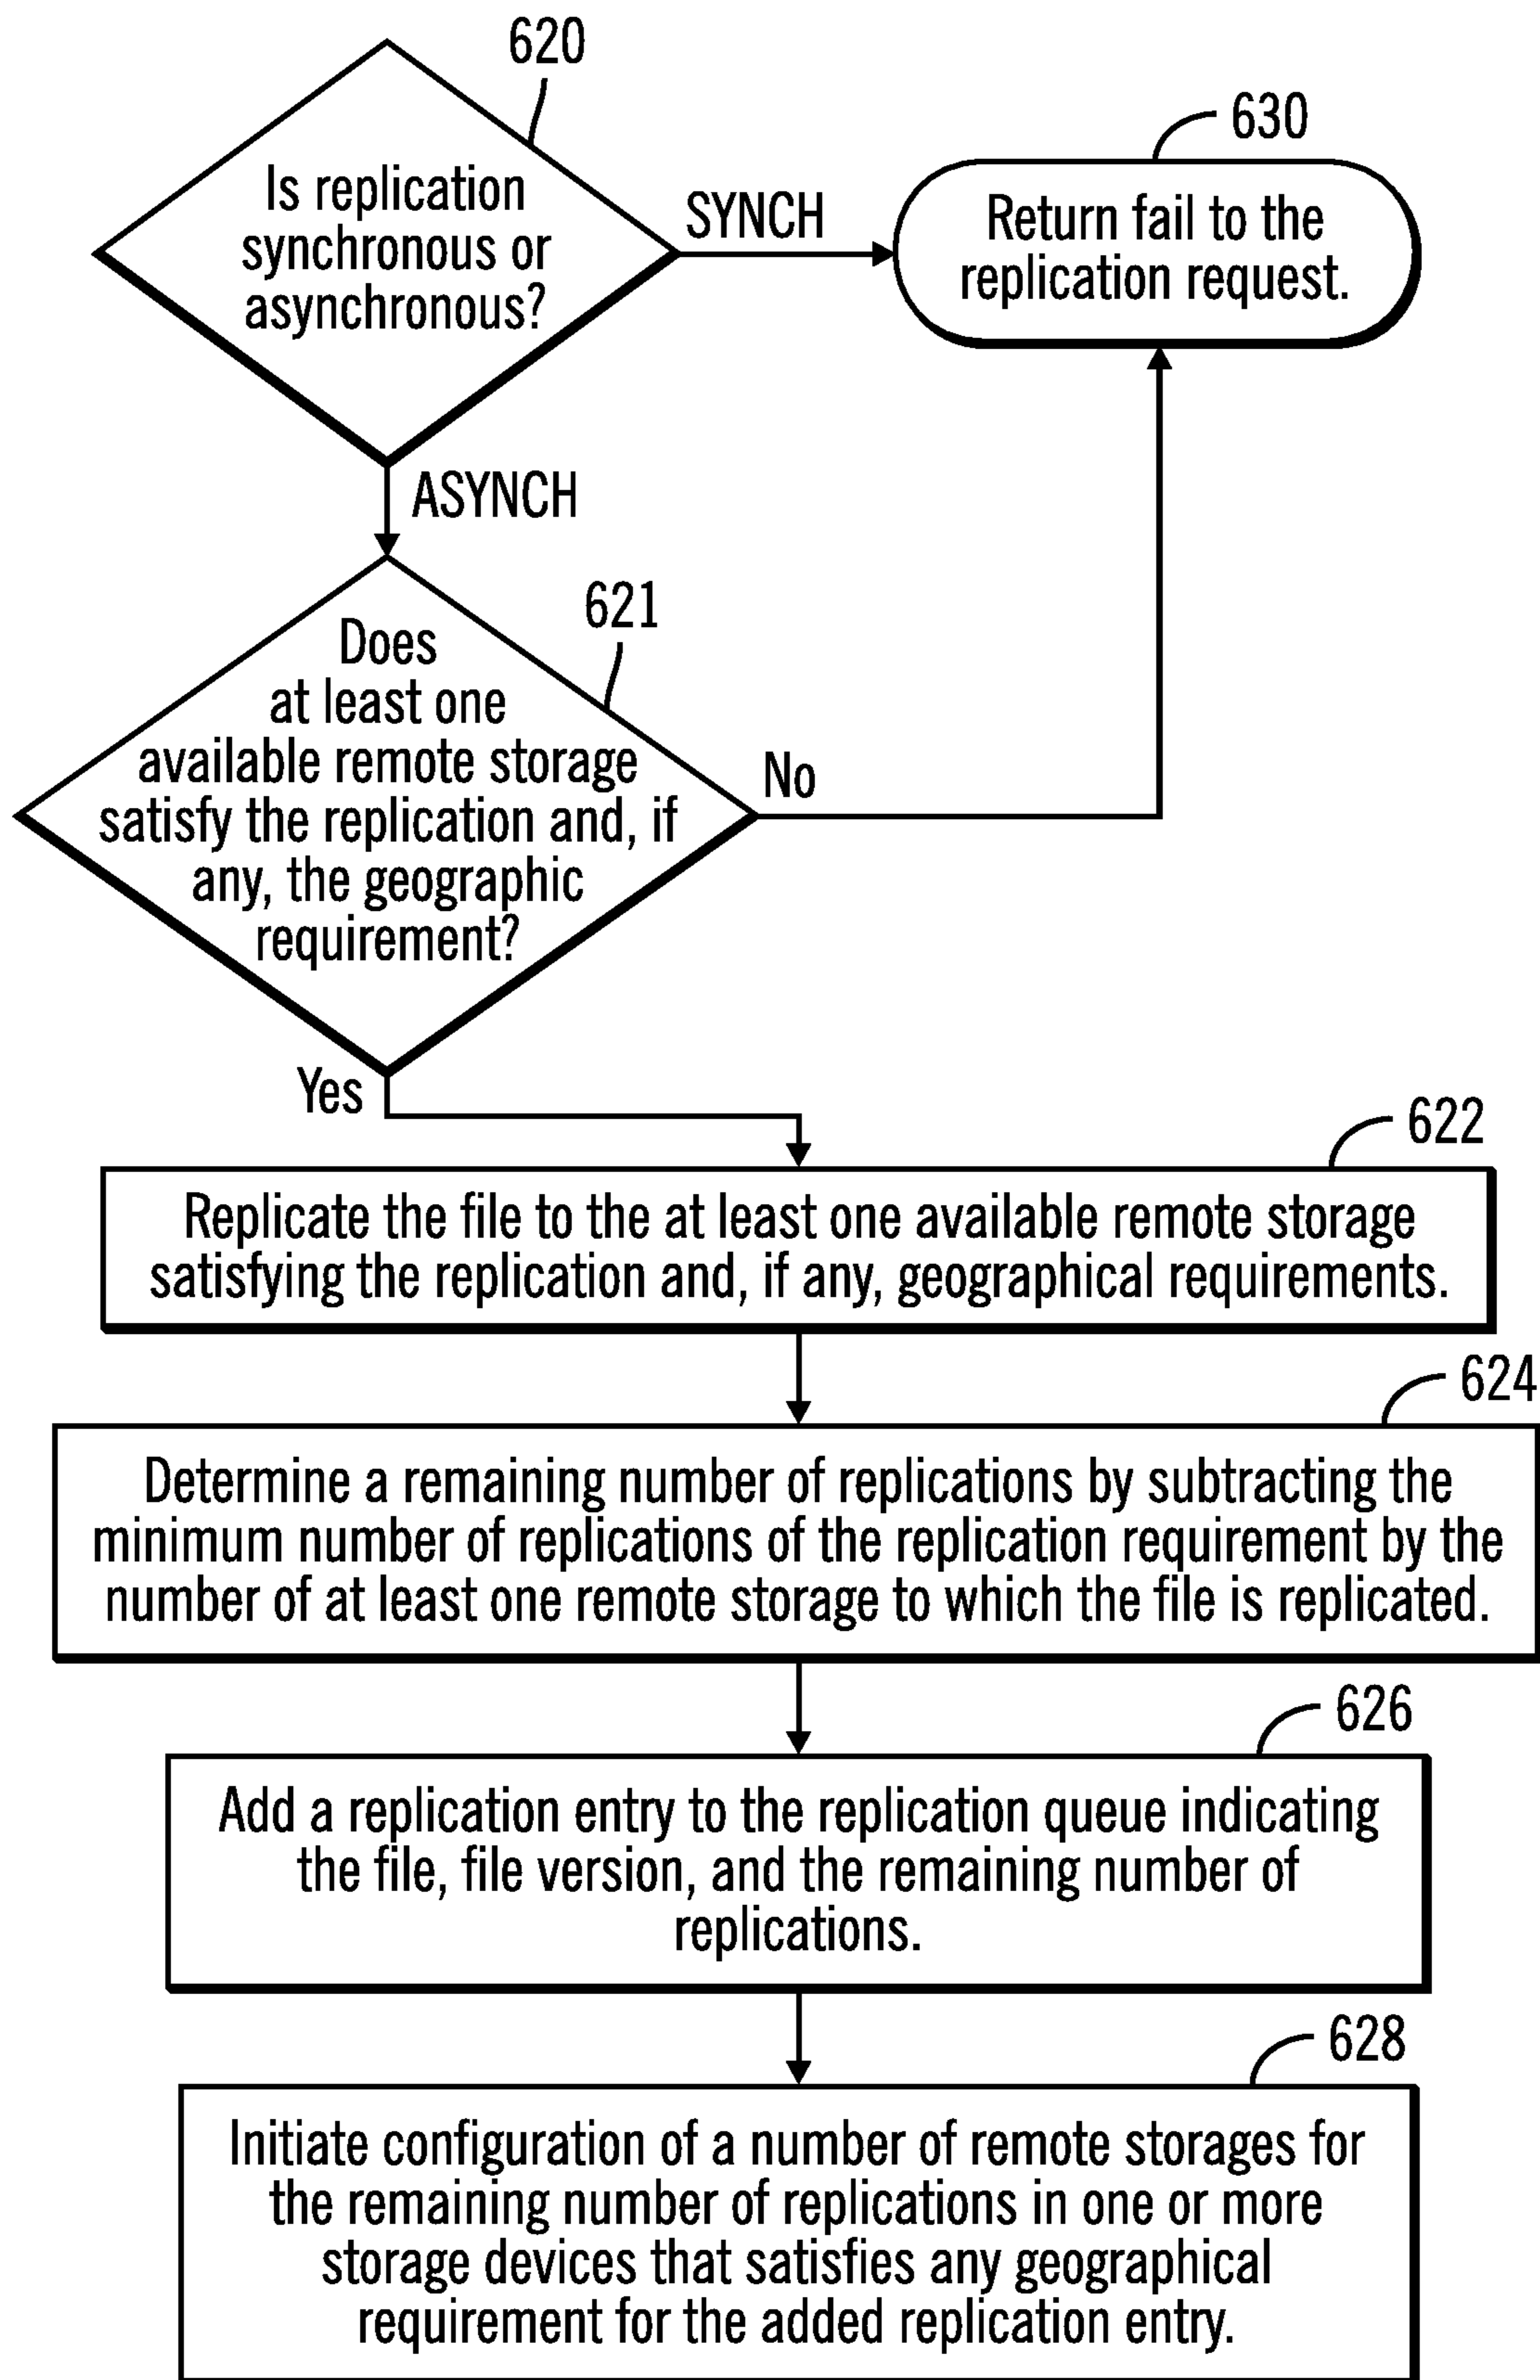 620
Is replication
synchronous or
asynchronous?
SYNCH
630
Return fail to the
replication request.
ASYNCH
621
Does
at least one
available remote storage
satisfy the replication and, if
any, the geographic
requirement?
No
Yes
622
Replicate the file to the at least one available remote storage
satisfying the replication and, if any, geographical requirements.
624
Determine a remaining number of replications by subtracting the
minimum number of replications of the replication requirement by the
number of at least one remote storage to which the file is replicated.
626
Add a replication entry to the replication queue indicating
the file, file version, and the remaining number of
replications.
628
Initiate configuration of a number of remote storages for
the remaining number of replications in one or more
storage devices that satisfies any geographical
requirement for the added replication entry.